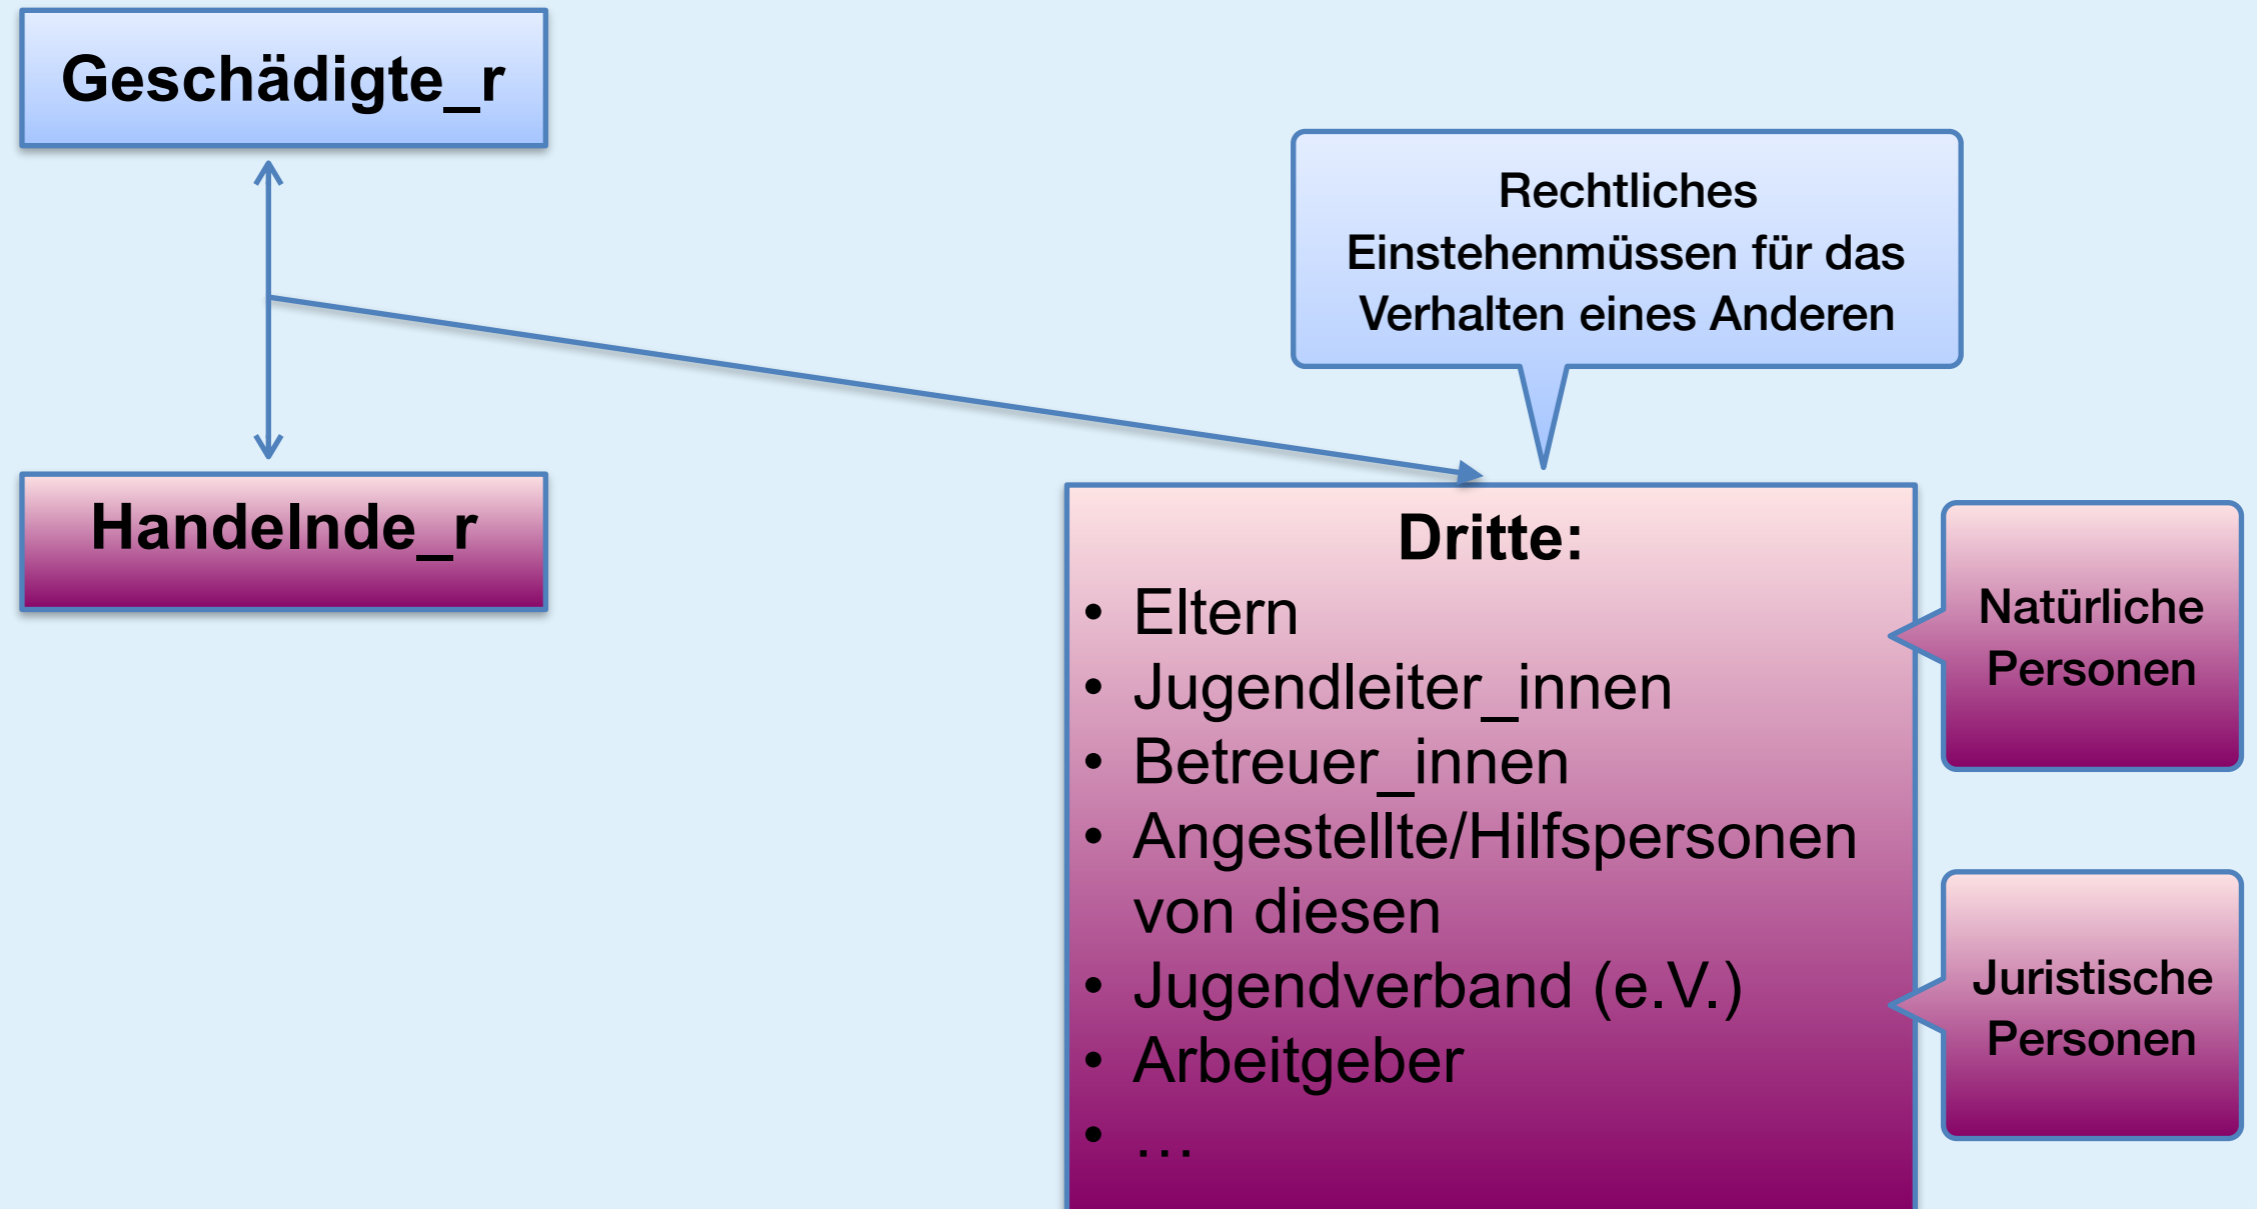 Geschädigte_r
Rechtliches
Einstehenmüssen für das
Verhalten eines Anderen
Handelnde_r
Dritte:
• Eltern
• Jugendleiter_innen
• Betreuer_innen
• Angestellte/Hilfspersonen
von diesen
• Jugendverband (e.V.)
• Arbeitgeber
• …
Natürliche
Personen
Juristische
Personen